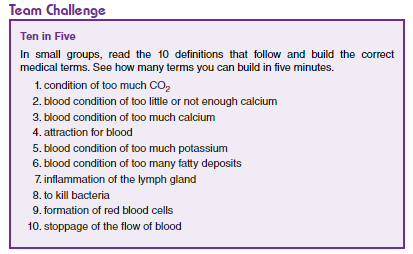 Team Challenge
Ten in Five
In small groups, read the 10 definitions that follow and build the correct
medical terms. See how many terms you can build in five minutes.
1. condition of too much CO₂
2. blood condition of too little or not enough calcium
3. blood condition of too much calcium
4. attraction for blood
5. blood condition of too much potassium
6. blood condition of too many fatty deposits
7. inflammation of the lymph gland
8. to kill bacteria
9. formation of red blood cells
10. stoppage of the flow of blood